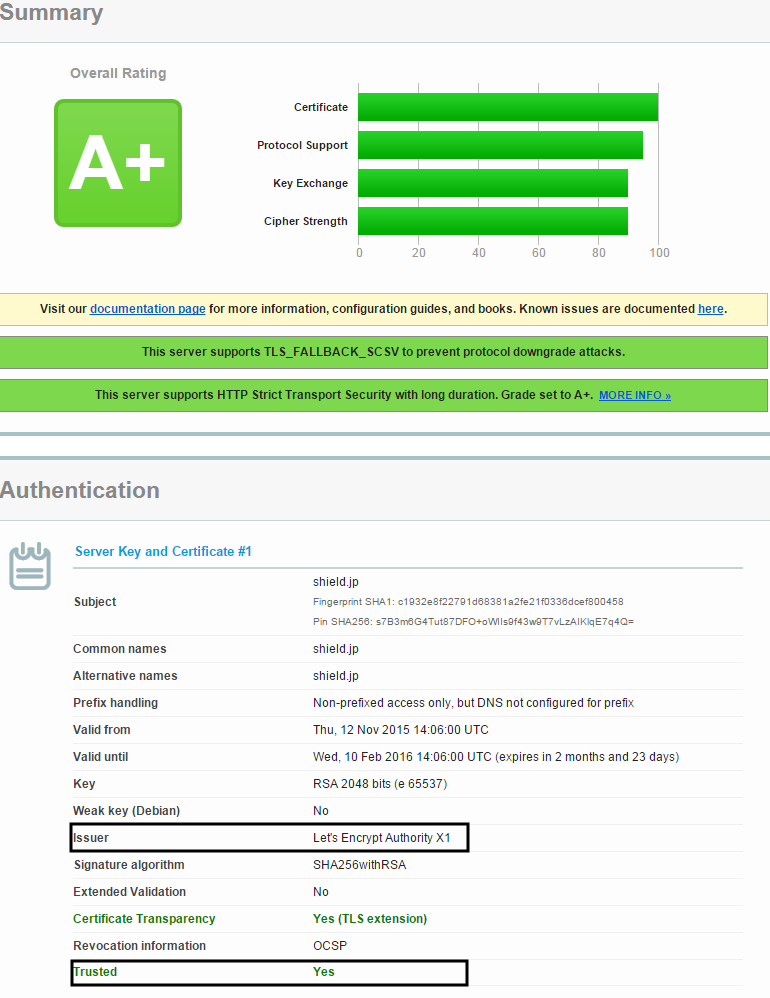 Summary
Overall Rating
A+
Certificate
Protocol Support
Key Exchange
Cipher Strength
0 20 40 60 80 100
Visit our documentation page for more information, configuration guides, and books. Known issues are documented here.
This server supports TLS_FALLBACK_SCSV to prevent protocol downgrade attacks.
This server supports HTTP Strict Transport Security with long duration. Grade set to A+. MORE INFO »
Authentication
Server Key and Certificate #1
Subject
shield.jp
Fingerprint SHA1: c1932e8f22791d68381a2fe21f0336dcef800458
Pin SHA256: s7B3m6G4Tut87DFO+oWlls9f43w9T7vLzAlKlqE7q4Q=
Common names shield.jp
Alternative names shield.jp
Prefix handling Non-prefixed access only, but DNS not configured for prefix
Valid from Thu, 12 Nov 2015 14:06:00 UTC
Valid until Wed, 10 Feb 2016 14:06:00 UTC (expires in 2 months and 23 days)
Key RSA 2048 bits (e 65537)
Weak key (Debian) No
Issuer Let's Encrypt Authority X1
Signature algorithm SHA256withRSA
Extended Validation No
Certificate Transparency Yes (TLS extension)
Revocation information OCSP
Trusted Yes